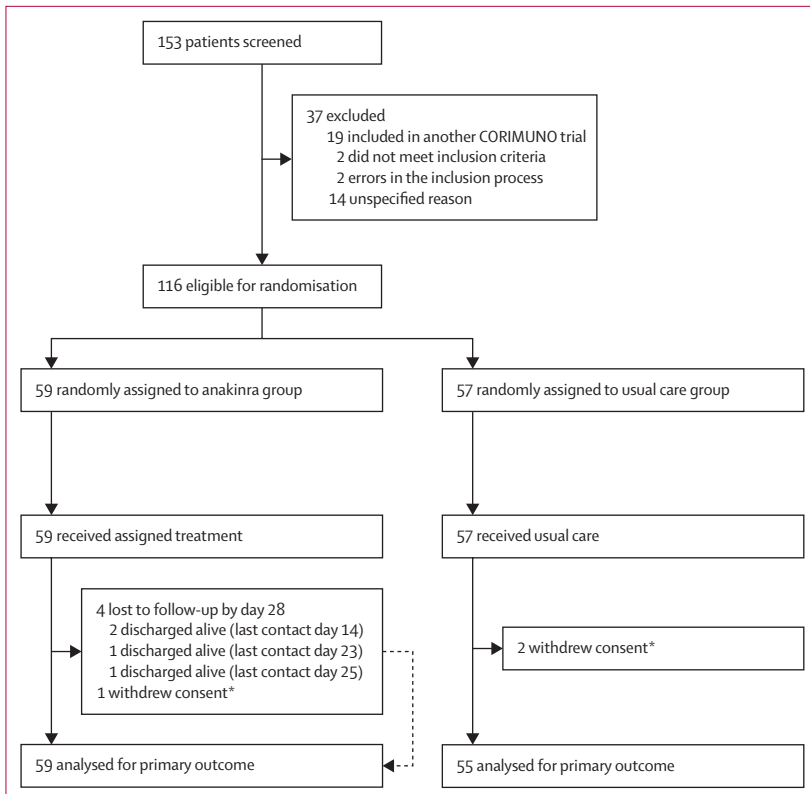 153 patients screened
37 excluded
19 included in another CORIMUNO trial
2 did not meet inclusion criteria
2 errors in the inclusion process
14 unspecified reason
116 eligible for randomisation
59 randomly assigned to anakinra group
57 randomly assigned to usual care group
59 received assigned treatment
57 received usual care
4 lost to follow-up by day 28
2 discharged alive (last contact day 14)
1 discharged alive (last contact day 23)
1 discharged alive (last contact day 25)
1 withdrew consent*
2 withdrew consent*
59 analysed for primary outcome
55 analysed for primary outcome